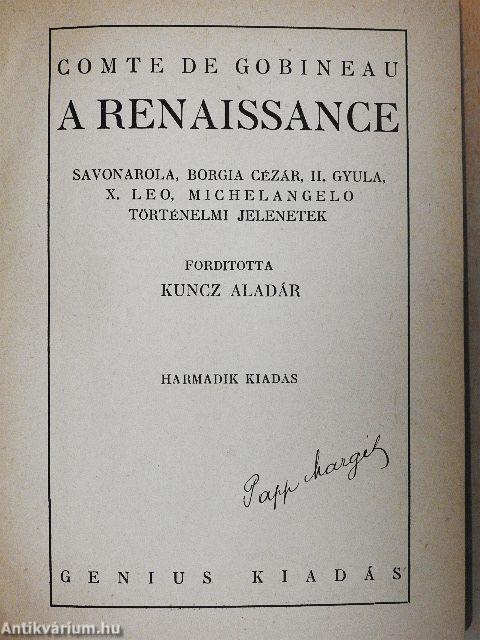 COMTE DE GOBINEAU
A RENAISSANCE
SAVONAROLA, BORGIA CÉZÁR, II. GYULA,
X. LEO, MICHELANGELO
TÖRTÉNELMI JELENETEK
FORDITOTTA
KUNCZ ALADÁR
HARMADIK KIADÁS
Papp Margit
GENIUS KIADÁS
Antikvárium.hu